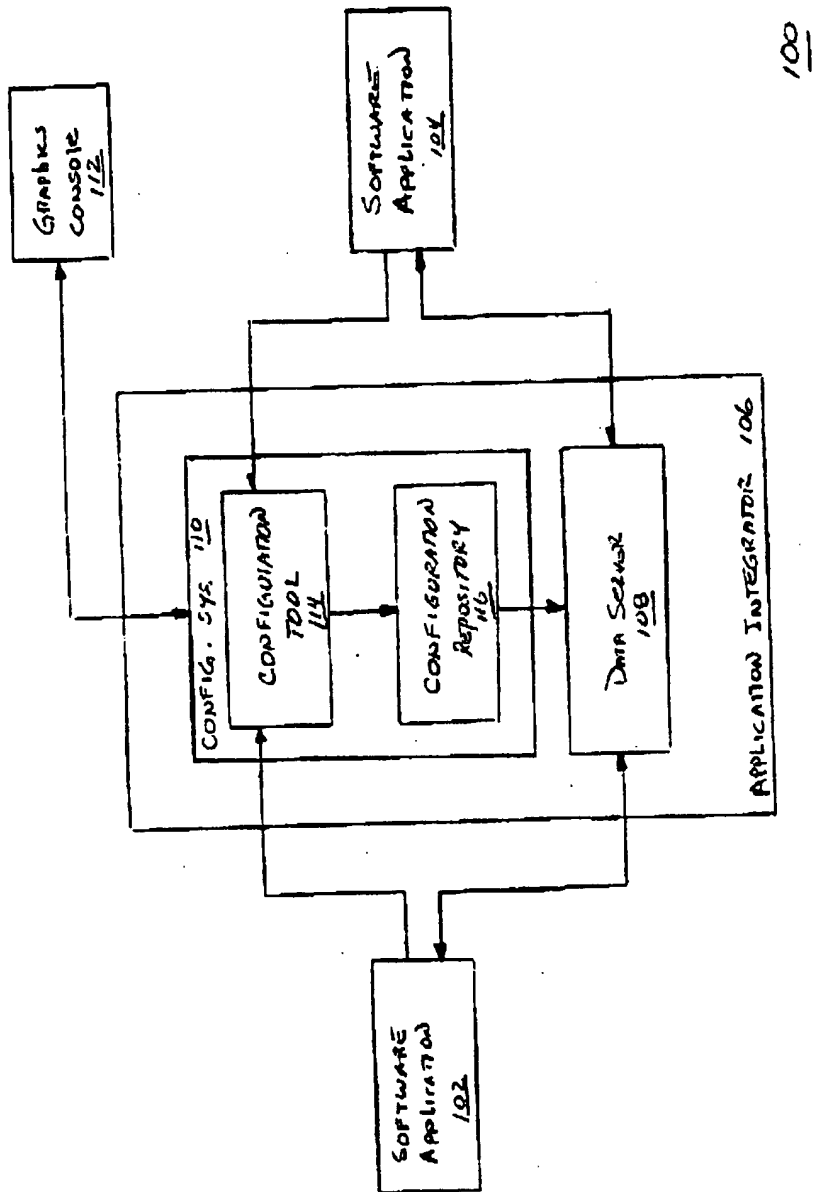 GRAPHICS
CONSOLE
112
CONFIG. SYS. 110
CONFIGURATION
TOOL
114
SOFTWARE
APPLICATION
104
SOFTWARE
APPLICATION
102
CONFIGURATION
REPOSITORY
116
DATA SERVER
108
APPLICATION INTEGRATOR 106
100